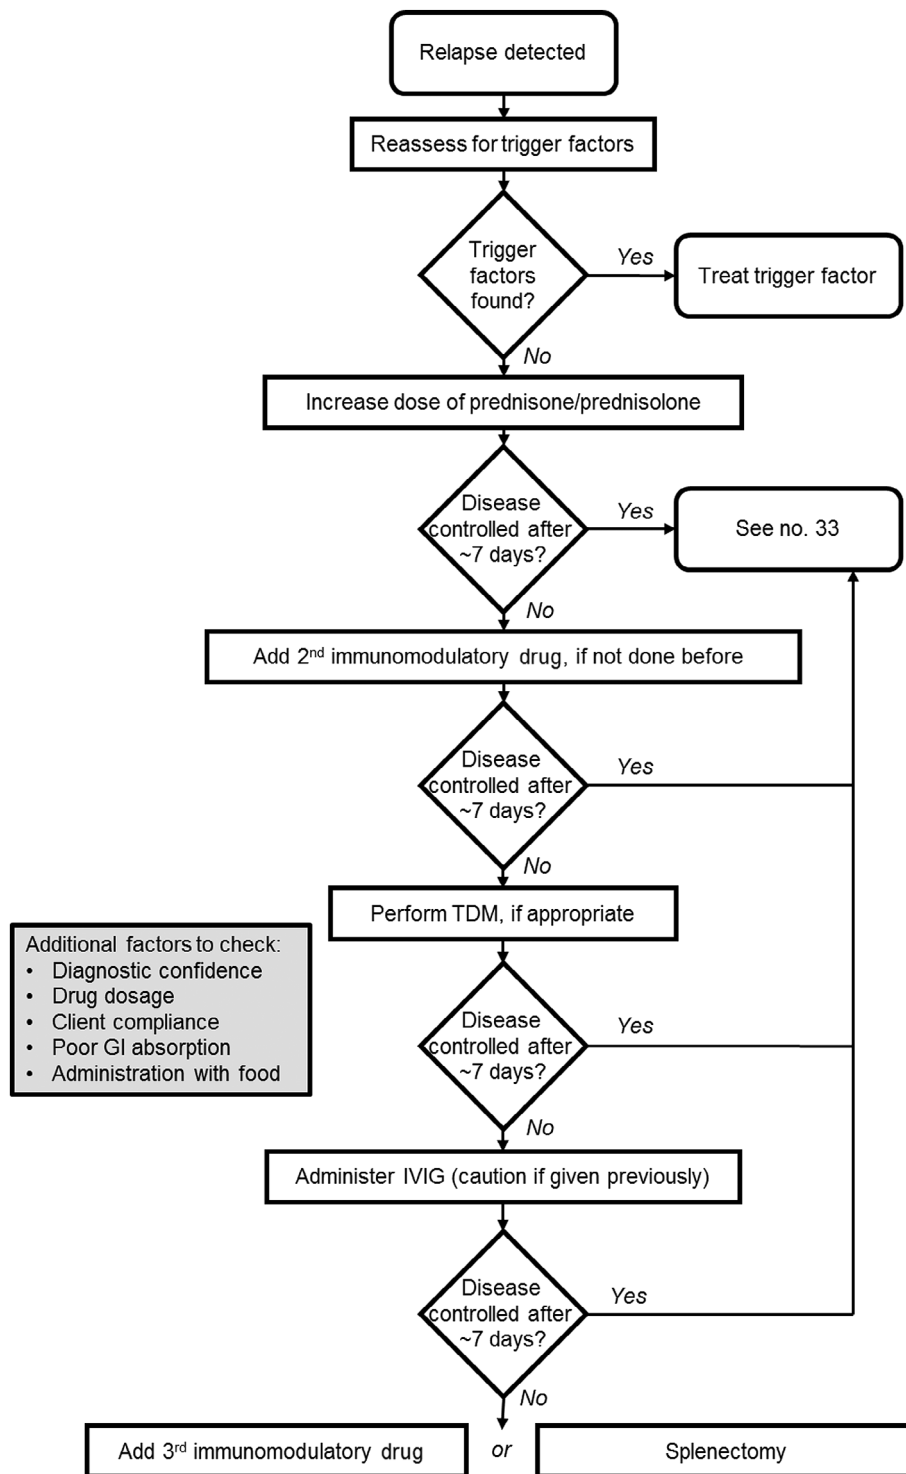 Relapse detected
Reassess for trigger factors
Trigger
factors
found?
Yes
Treat trigger factor
No
Increase dose of prednisone/prednisolone
Disease
controlled after
~7 days?
Yes
See no. 33
No
Add 2nd immunomodulatory drug, if not done before
Disease
controlled after
~7 days?
Yes
No
Perform TDM, if appropriate
Additional factors to check:
• Diagnostic confidence
• Drug dosage
• Client compliance
• Poor GI absorption
• Administration with food
Disease
controlled after
~7 days?
Yes
No
Administer IVIG (caution if given previously)
Disease
controlled after
~7 days?
Yes
No
Add 3rd immunomodulatory drug or Splenectomy